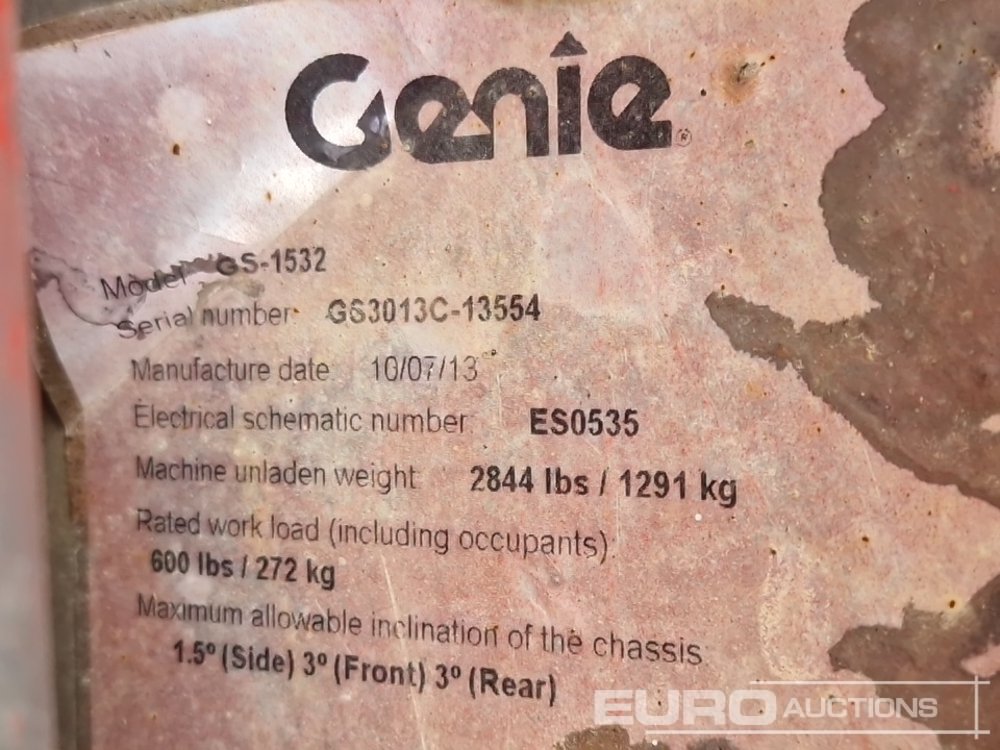 Genie®
Model GS-1532
Serial number GS3013C-13554
Manufacture date 10/07/13
Electrical schematic number ES0535
Machine unladen weight 2844 lbs / 1291 kg
Rated work load (including occupants):
600 lbs / 272 kg
Maximum allowable inclination of the chassis
1.5º (Side) 3º (Front) 3º (Rear)
EURO AUCTIONS